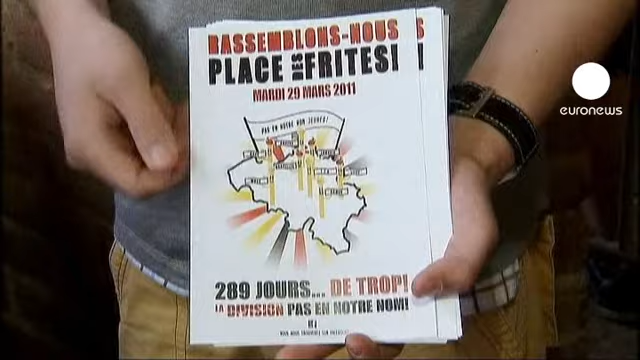 RASSEMBLONS-NOUS
PLACE DES FRITES!
MARDI 29 MARS 2011
PAS EN NOTRE NOM
289 JOURS... DE TROP!
LA DIVISION PAS EN NOTRE NOM!
euronews